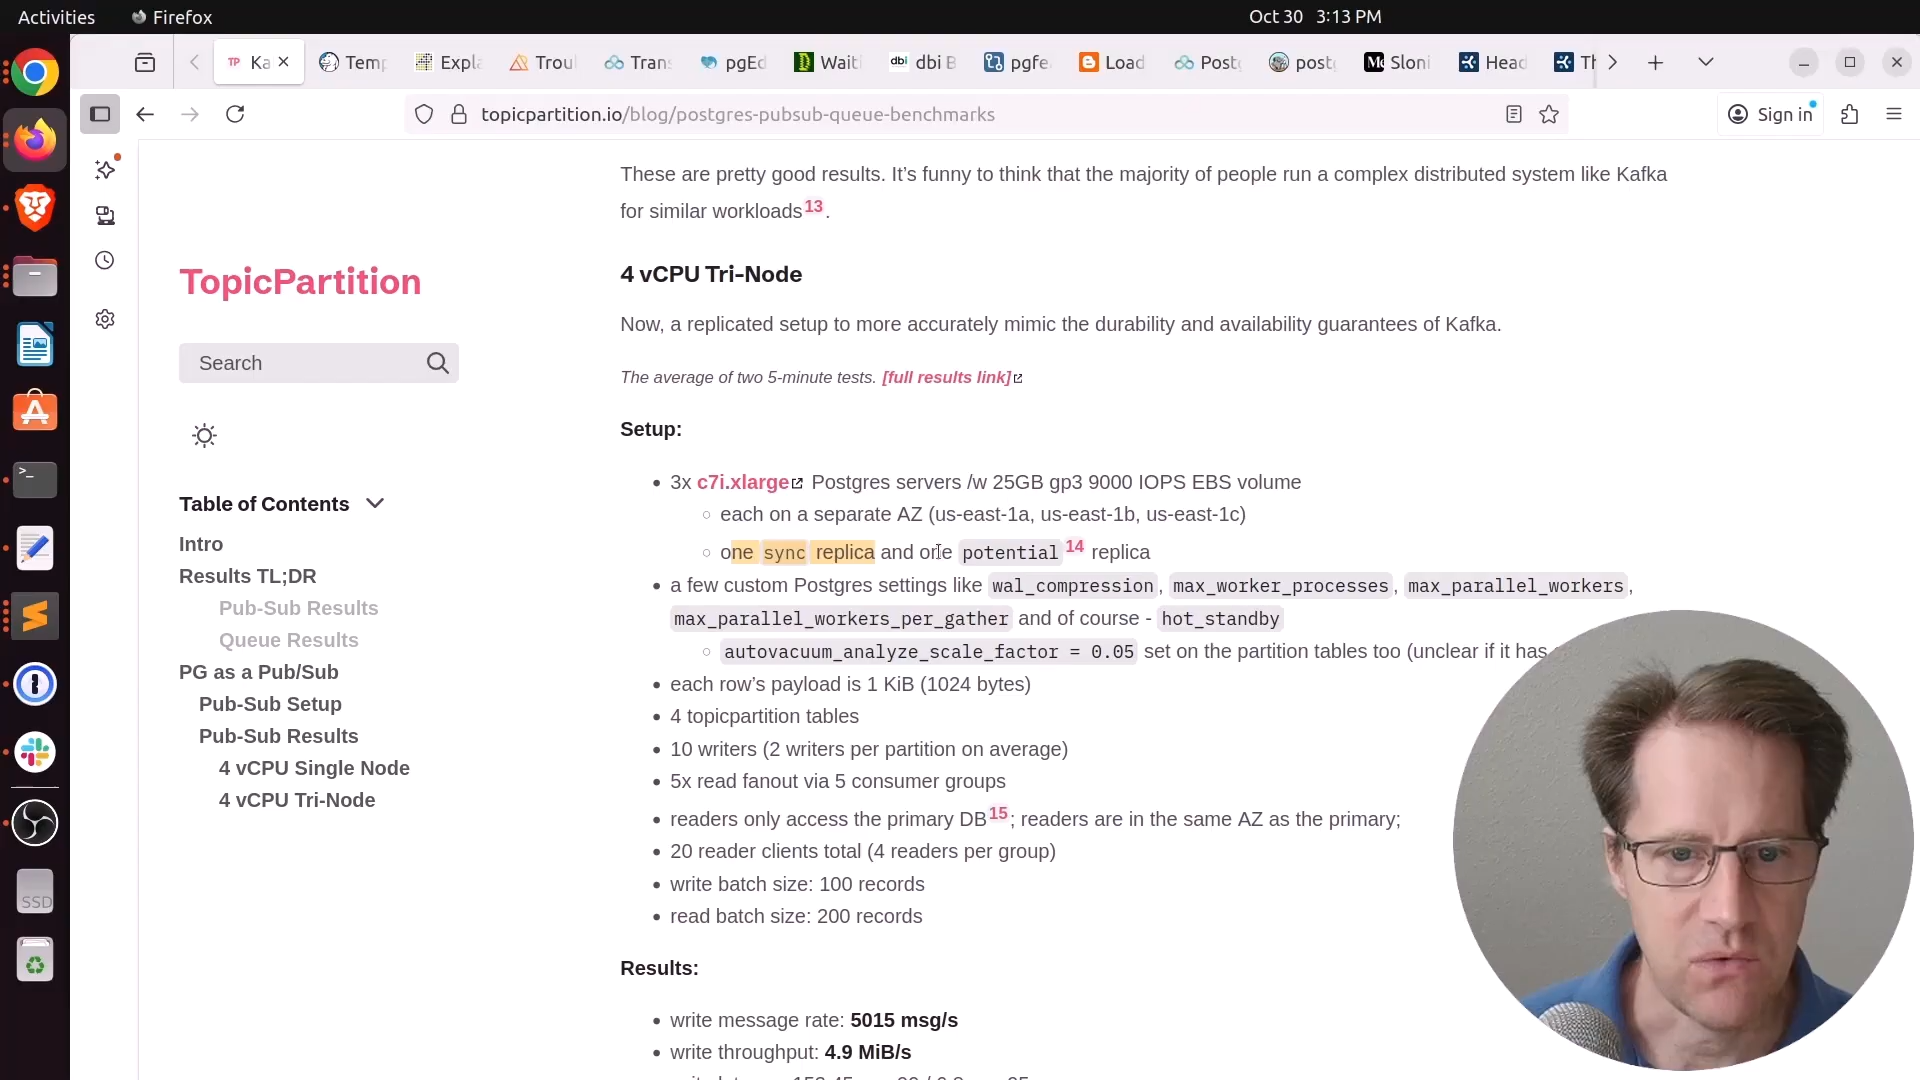 Activities
Firefox
Oct 30 3:13 PM
TP Ka
Temp
Expla
Troul
Trans
pgEd
Waiti
dbi dbi B
pgfe
Load
Postg
postg
Me Sloni
Head
Th
topicpartition.io/blog/postgres-pubsub-queue-benchmarks
Sign in
These are pretty good results. It's funny to think that the majority of people run a complex distributed system like Kafka
for similar workloads13.
TopicPartition
Search
Table of Contents
Intro
Results TL;DR
Pub-Sub Results
Queue Results
PG as a Pub/Sub
Pub-Sub Setup
Pub-Sub Results
4 vCPU Single Node
4 vCPU Tri-Node
4 vCPU Tri-Node
Now, a replicated setup to more accurately mimic the durability and availability guarantees of Kafka.
The average of two 5-minute tests. [full results link]
Setup:
3x c7i.xlarge Postgres servers /w 25GB gp3 9000 IOPS EBS volume
each on a separate AZ (us-east-1a, us-east-1b, us-east-1c)
one sync replica and one potential 14 replica
a few custom Postgres settings like wal_compression, max_worker_processes, max_parallel_workers,
max_parallel_workers_per_gather and of course - hot_standby
autovacuum_analyze_scale_factor = 0.05 set on the partition tables too (unclear if it has
each row's payload is 1 KiB (1024 bytes)
4 topicpartition tables
10 writers (2 writers per partition on average)
5x read fanout via 5 consumer groups
readers only access the primary DB15; readers are in the same AZ as the primary;
20 reader clients total (4 readers per group)
write batch size: 100 records
read batch size: 200 records
Results:
write message rate: 5015 msg/s
write throughput: 4.9 MiB/s
SSD